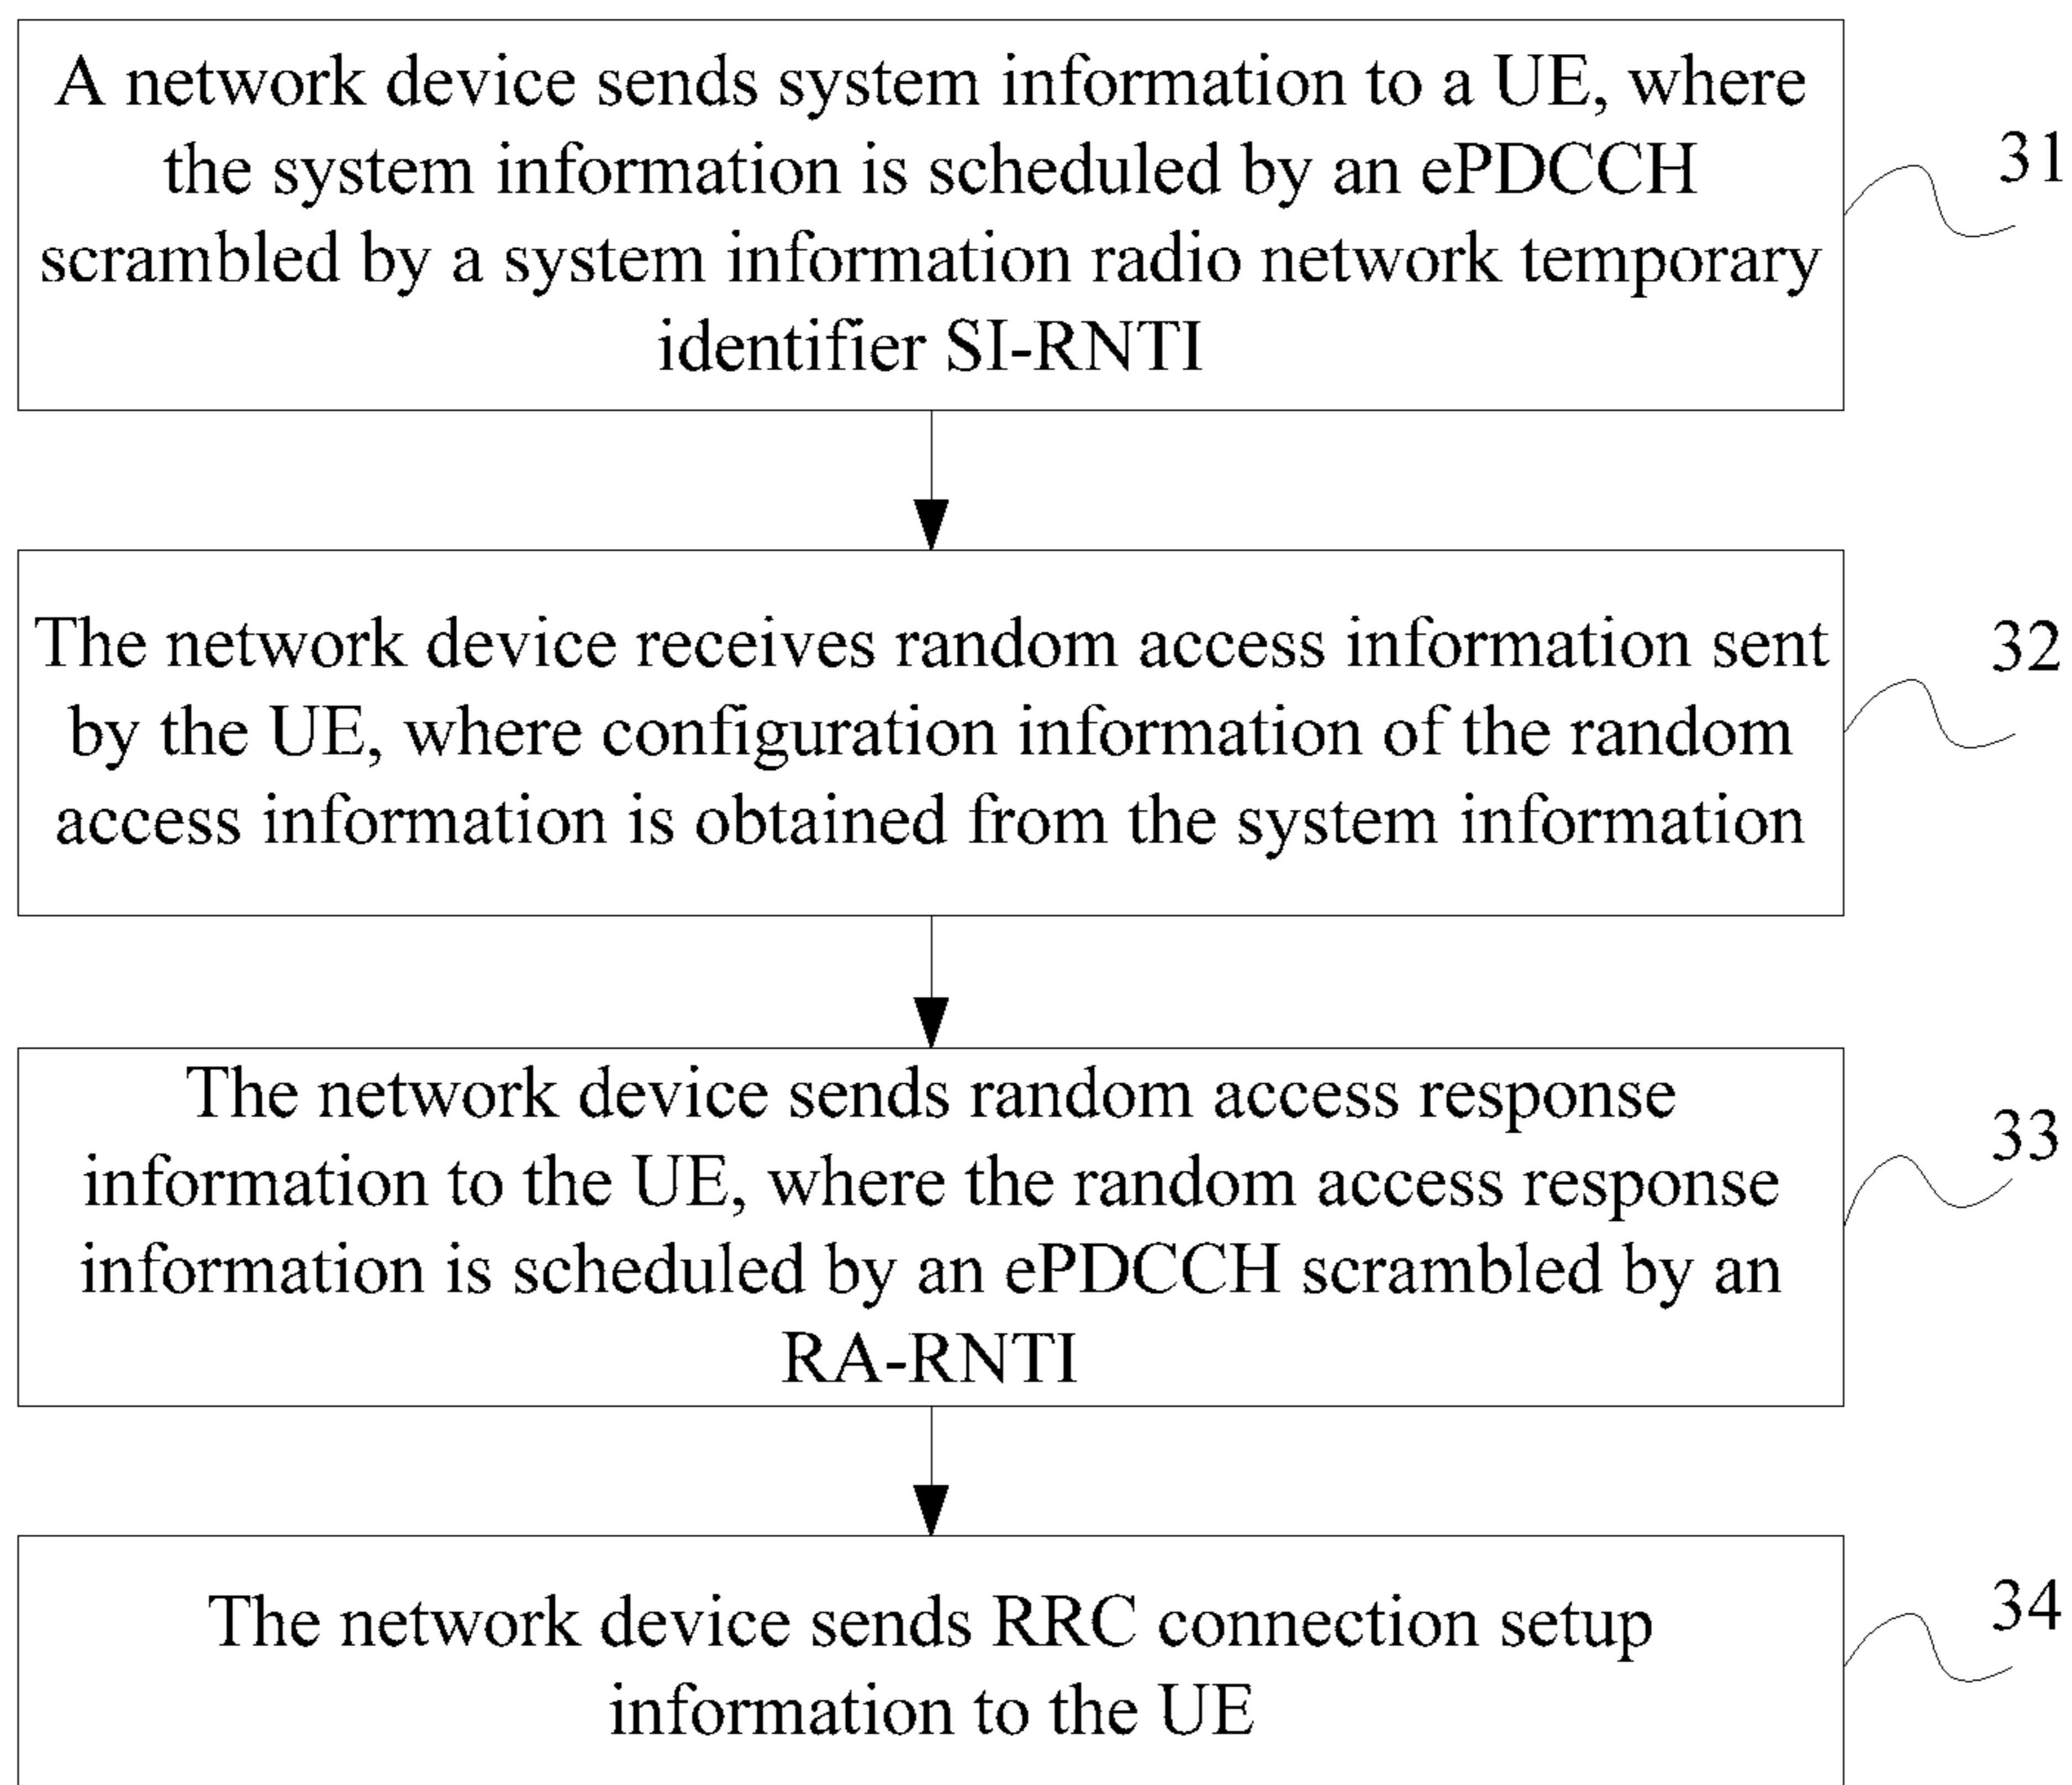 A network device sends system information to a UE, where
the system information is scheduled by an ePDCCH
scrambled by a system information radio network temporary
identifier SI-RNTI
31
The network device receives random access information sent
by the UE, where configuration information of the random
access information is obtained from the system information
32
The network device sends random access response
information to the UE, where the random access response
information is scheduled by an ePDCCH scrambled by an
RA-RNTI
33
The network device sends RRC connection setup
information to the UE
34